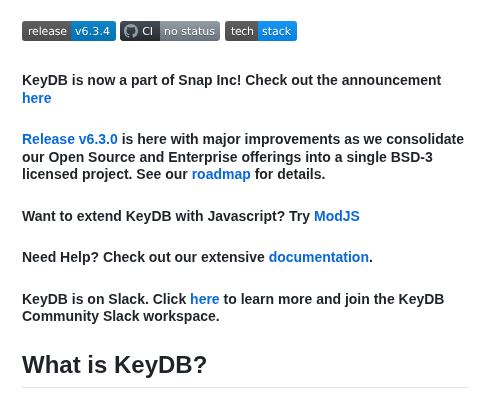 release v6.3.4 CI no status tech stack
KeyDB is now a part of Snap Inc! Check out the announcement
here
Release v6.3.0 is here with major improvements as we consolidate
our Open Source and Enterprise offerings into a single BSD-3
licensed project. See our roadmap for details.
Want to extend KeyDB with Javascript? Try ModJS
Need Help? Check out our extensive documentation.
KeyDB is on Slack. Click here to learn more and join the KeyDB
Community Slack workspace.
What is KeyDB?